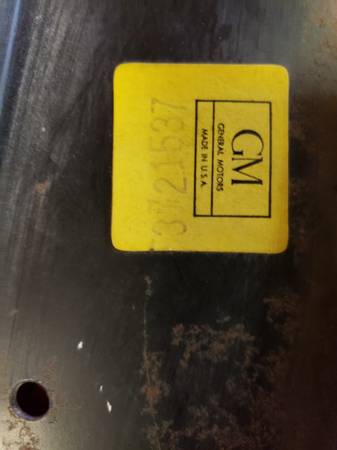 GM
GENERAL MOTORS
MADE IN U.S.A.
3721537